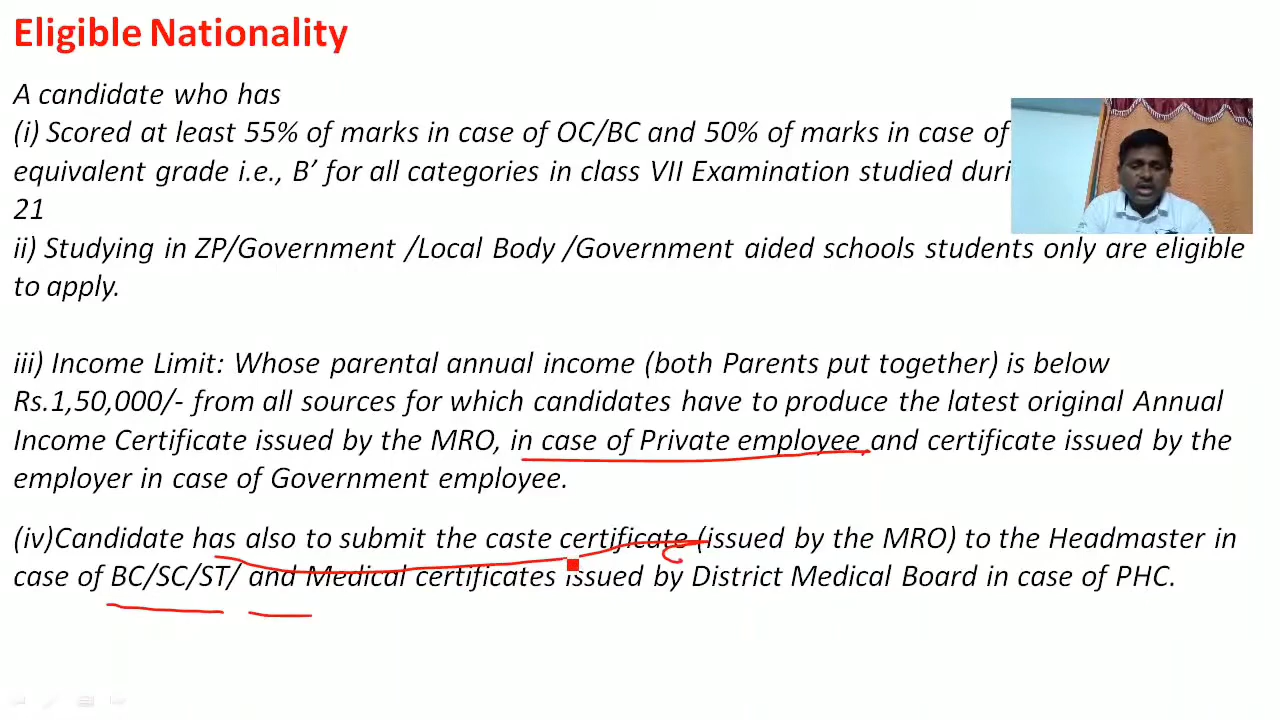 Eligible Nationality
A candidate who has
(i) Scored at least 55% of marks in case of OC/BC and 50% of marks in case of
equivalent grade i.e., B’ for all categories in class VII Examination studied duri
21
ii) Studying in ZP/Government /Local Body /Government aided schools students only are eligible
to apply.
iii) Income Limit: Whose parental annual income (both Parents put together) is below
Rs.1,50,000/- from all sources for which candidates have to produce the latest original Annual
Income Certificate issued by the MRO, in case of Private employee and certificate issued by the
employer in case of Government employee.
(iv)Candidate has also to submit the caste certificate (issued by the MRO) to the Headmaster in
case of BC/SC/ST/ and Medical certificates issued by District Medical Board in case of PHC.